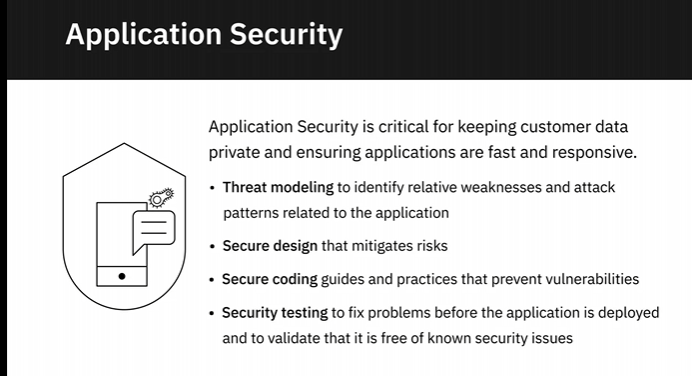 Application Security
Application Security is critical for keeping customer data
private and ensuring applications are fast and responsive.
• Threat modeling to identify relative weaknesses and attack
patterns related to the application
• Secure design that mitigates risks
• Secure coding guides and practices that prevent vulnerabilities
• Security testing to fix problems before the application is deployed
and to validate that it is free of known security issues